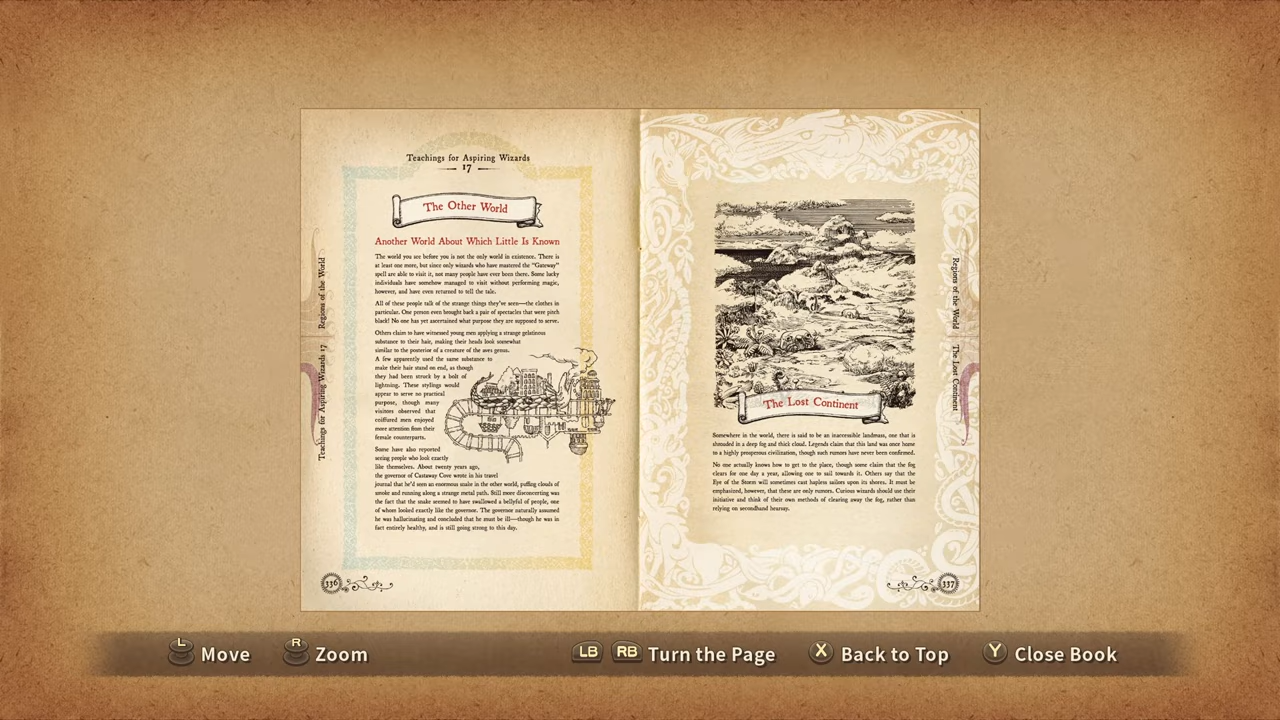 Teachings for Aspiring Wizards
17
The Other World
Another World About Which Little Is Known
The world you see before you is not the only world in existence. There is
at least one more, but since only wizards who have mastered the "Gateway"
spell are able to visit it, not many people have ever been there. Some lucky
individuals have somehow managed to visit without performing magic,
however, and have even returned to tell the tale.
All of these people talk of the strange things they've seen—the clothes in
particular. One person even brought back a pair of spectacles that were pitch
black! No one has yet ascertained what purpose they are supposed to serve.
Others claim to have witnessed young men applying a strange gelatinous
substance to their hair, making their heads look somewhat
similar to the posterior of a creature of the aves genus.
A few apparently used the same substance to
make their hair stand on end, as though
they had been struck by a bolt of
lightning. These stylings would
appear to serve no practical
purpose, though many
visitors observed that
coiffured men enjoyed
more attention from their
female counterparts.
Some have also reported
seeing people who look exactly
like themselves. About twenty years ago,
the governor of Castaway Cove wrote in his travel
journal that he'd seen an enormous snake in the other world, puffing clouds of
smoke and running along a strange metal path. Still more disconcerting was
the fact that the snake seemed to have swallowed a bellyful of people, one
of whom looked exactly like the governor. The governor naturally assumed
he was hallucinating and concluded that he must be ill—though he was in
fact entirely healthy, and is still going strong to this day.
Regions of the World
Teachings for Aspiring Wizards 17
336
The Lost Continent
Somewhere in the world, there is said to be an inaccessible landmass, one that is
shrouded in a deep fog and thick cloud. Legends claim that this land was once home
to a highly prosperous civilization, though such rumors have never been confirmed.
No one actually knows how to get to the place, though some claim that the fog
clears for one day a year, allowing one to sail towards it. Others say that the
Eye of the Storm will sometimes cast hapless sailors upon its shores. It must be
emphasized, however, that these are only rumors. Curious wizards should use their
initiative and think of their own methods of clearing away the fog, rather than
relying on secondhand hearsay.
Regions of the World
The Lost Continent
337
L Move
R Zoom
LB RB Turn the Page
X Back to Top
Y Close Book